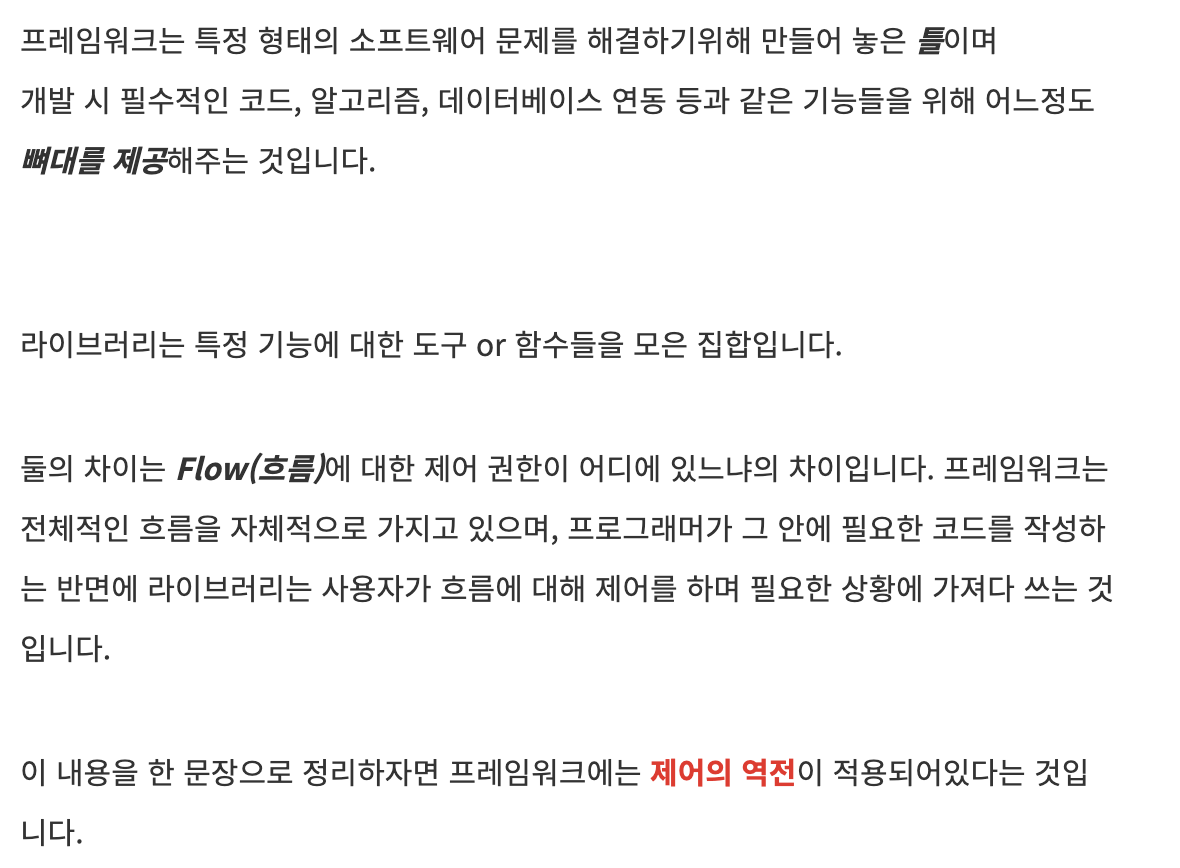 프레임워크는 특정 형태의 소프트웨어 문제를 해결하기위해 만들어 놓은 틀이며
개발 시 필수적인 코드, 알고리즘, 데이터베이스 연동 등과 같은 기능들을 위해 어느정도
뼈대를 제공해주는 것입니다.
라이브러리는 특정 기능에 대한 도구 or 함수들을 모은 집합입니다.
둘의 차이는 Flow(흐름)에 대한 제어 권한이 어디에 있느냐의 차이입니다. 프레임워크는
전체적인 흐름을 자체적으로 가지고 있으며, 프로그래머가 그 안에 필요한 코드를 작성하
는 반면에 라이브러리는 사용자가 흐름에 대해 제어를 하며 필요한 상황에 가져다 쓰는 것
입니다.
이 내용을 한 문장으로 정리하자면 프레임워크에는 제어의 역전이 적용되어있다는 것입
니다.